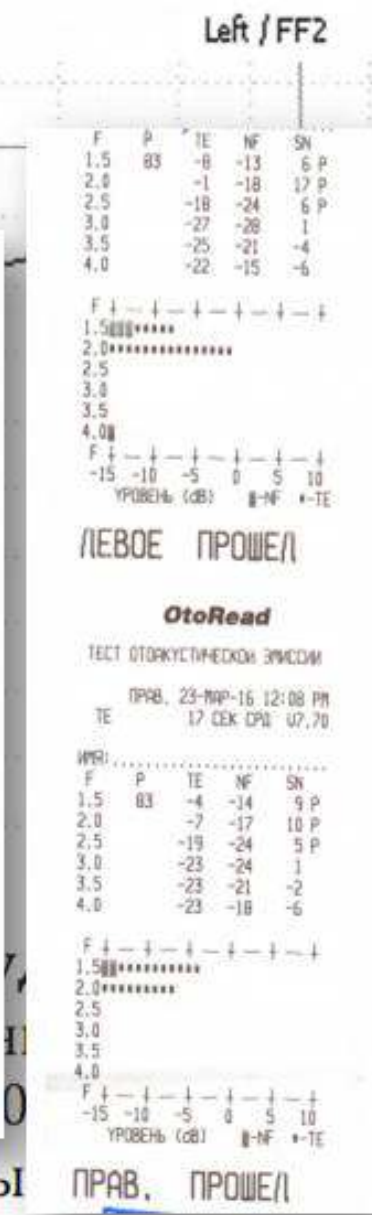 Left / FF2
F P TE NF SN
1.5 83 -8 -13 6 P
2.0 -1 -18 17 P
2.5 -18 -24 6 P
3.0 -27 -28 1
3.5 -25 -21 -4
4.0 -22 -15 -6
F
1.5
2.0
2.5
3.0
3.5
4.0
F
-15 -10 -5 0 5 10
УРОВЕНЬ (dB) -NF -TE
ЛЕВОЕ ПРОШЕЛ
OtoRead
ТЕСТ ОТОАКУСТИЧЕСКОЙ ЭМИССИИ
ПРАВ. 23-МАР-16 12:08 PM
TE 17 СЕК СРД V7.70
ИМЯ:
F P TE NF SN
1.5 83 -4 -14 9 P
2.0 -7 -17 10 P
2.5 -19 -24 5 P
3.0 -23 -24 1
3.5 -23 -21 -2
4.0 -23 -18 -6
F
1.5
2.0
2.5
3.0
3.5
4.0
F
-15 -10 -5 0 5 10
УРОВЕНЬ (dB) -NF -TE
ПРАВ. ПРОШЕЛ